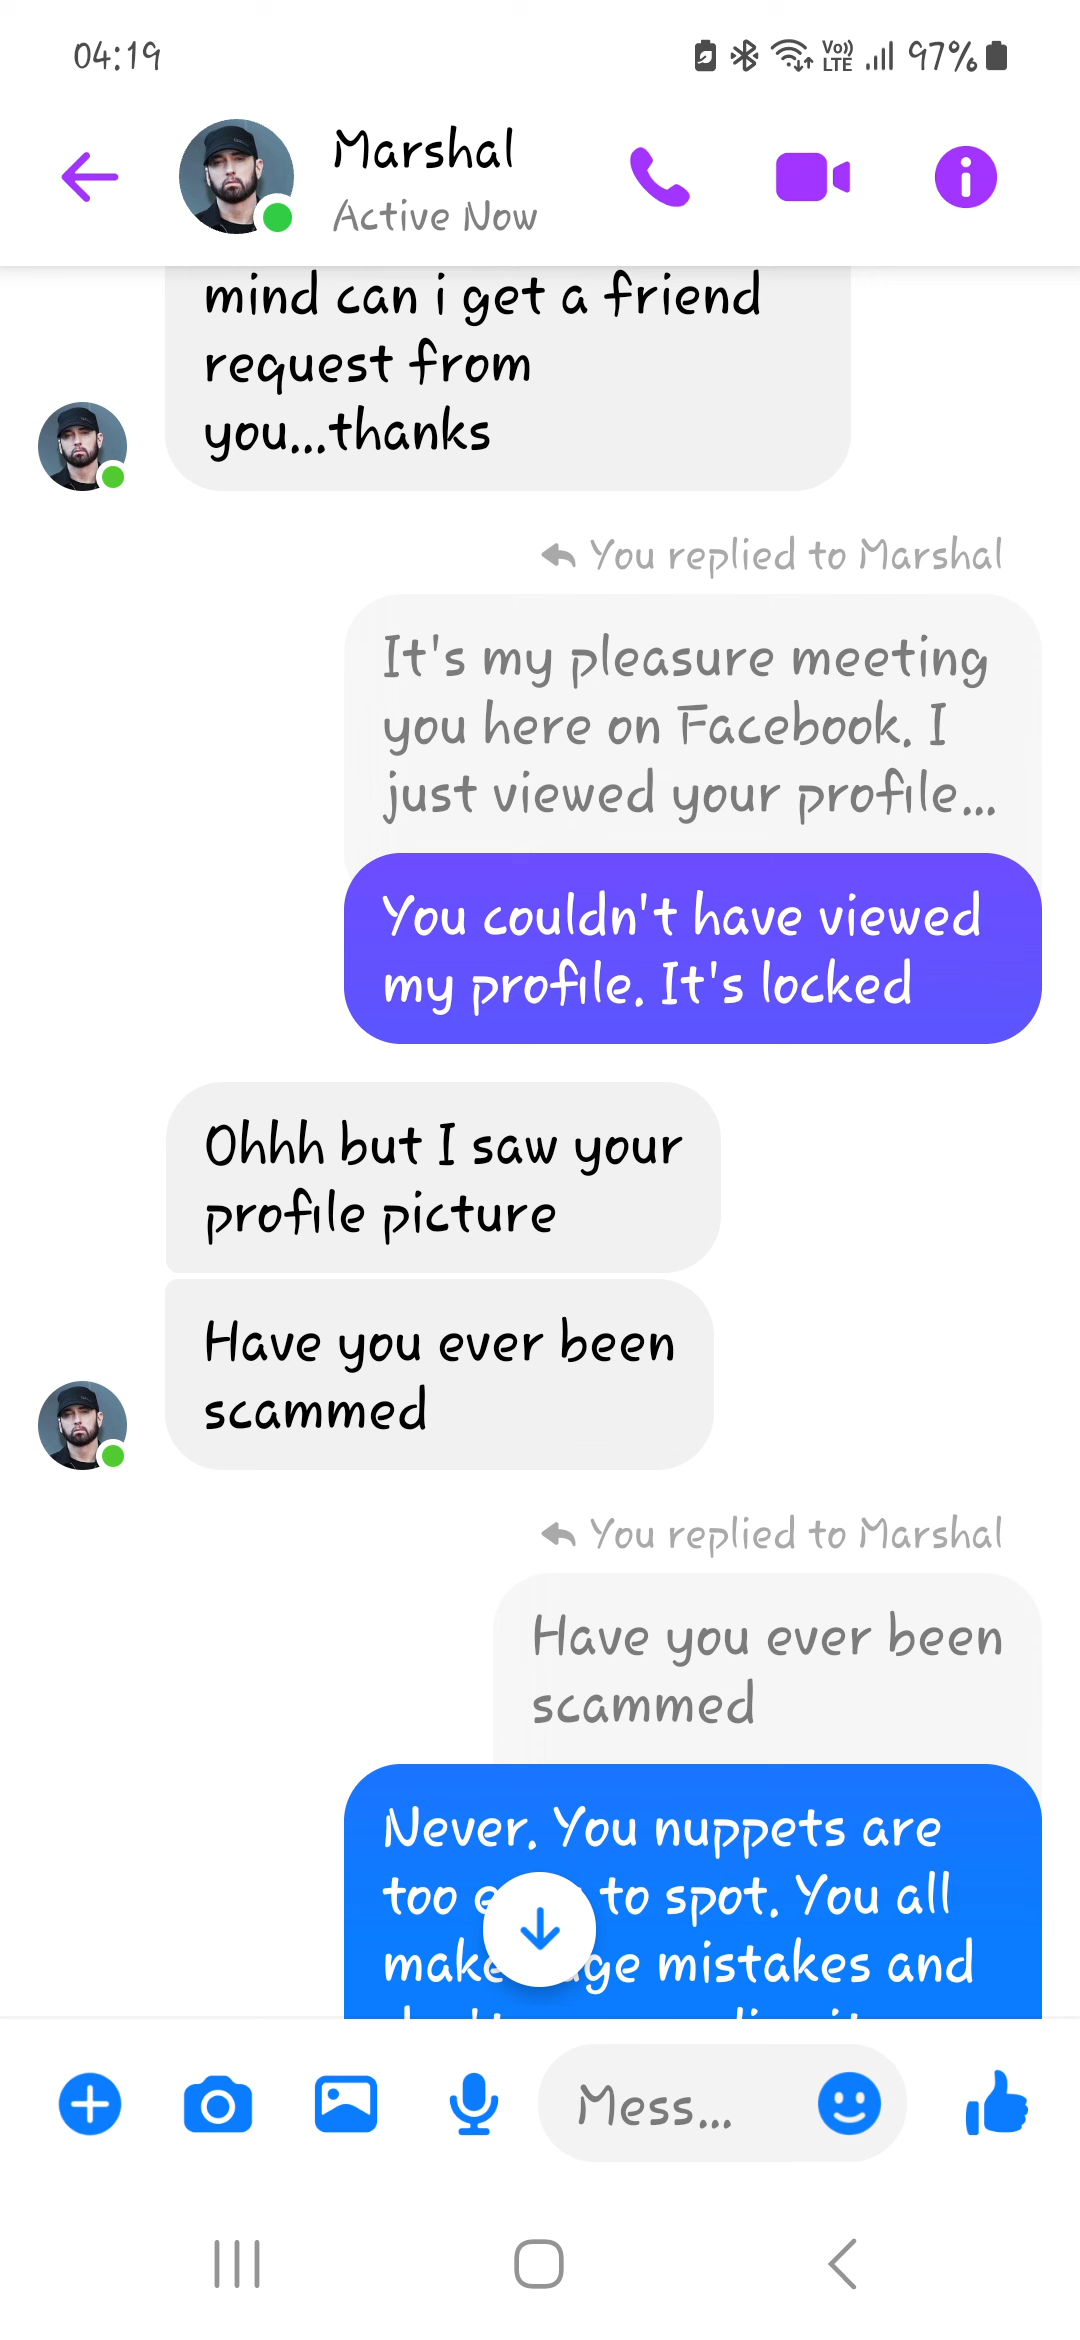 04:19
Vo)) LTE
97%
Marshal
Active Now
mind can i get a friend
request from
you...thanks
You replied to Marshal
It's my pleasure meeting
you here on Facebook. I
just viewed your profile...
You couldn't have viewed
my profile. It's locked
Ohhh but I saw your
profile picture
Have you ever been
scammed
You replied to Marshal
Have you ever been
scammed
Never. You nuppets are
too to spot. You all
make mistakes and
Mess...